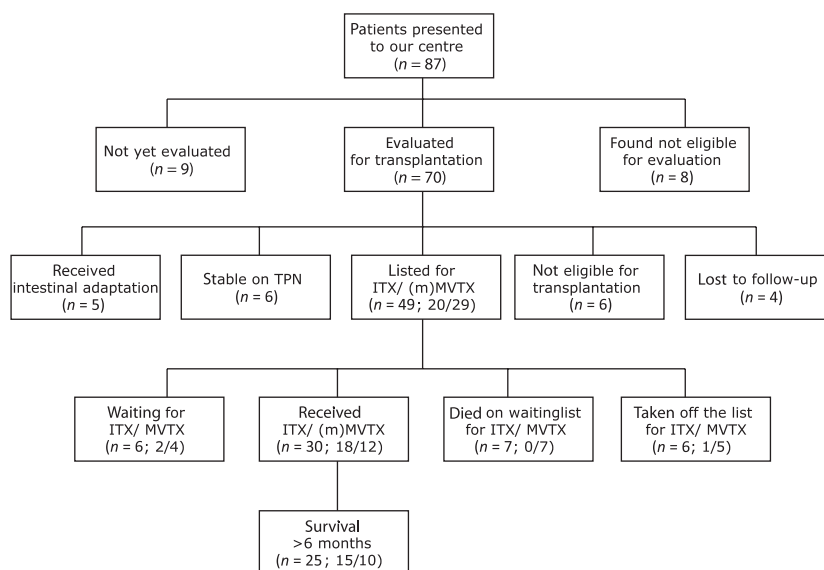 Patients presented
to our centre
(n = 87)
Not yet evaluated
(n = 9)
Evaluated
for transplantation
(n = 70)
Found not eligible
for evaluation
(n = 8)
Received
intestinal adaptation
(n = 5)
Stable on TPN
(n = 6)
Listed for
ITX/ (m)MVTX
(n = 49; 20/29)
Not eligible for
transplantation
(n = 6)
Lost to follow-up
(n = 4)
Waiting for
ITX/ MVTX
(n = 6; 2/4)
Received
ITX/ (m)MVTX
(n = 30; 18/12)
Died on waitinglist
for ITX/ MVTX
(n = 7; 0/7)
Taken off the list
for ITX/ MVTX
(n = 6; 1/5)
Survival
>6 months
(n = 25; 15/10)